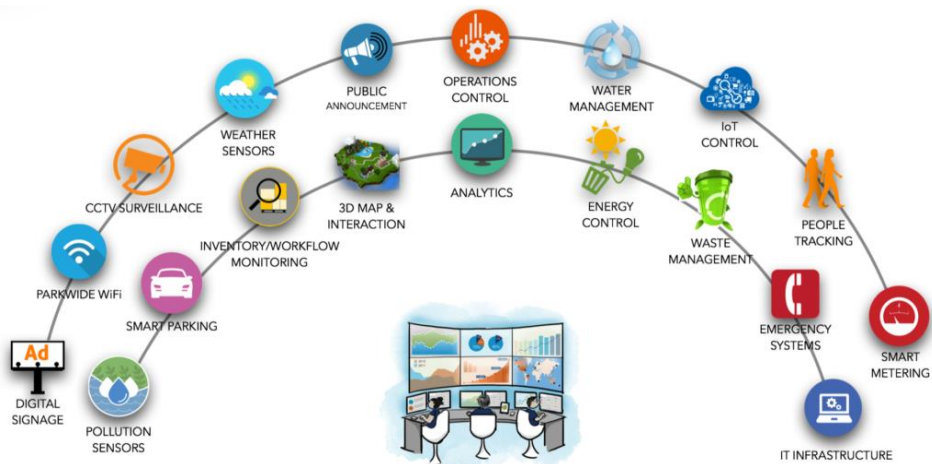 PUBLIC
ANNOUNCEMENT
OPERATIONS
CONTROL
WATER
MANAGEMENT
WEATHER
SENSORS
IoT
CONTROL
CCTV SURVEILLANCE
3D MAP &
INTERACTION
ANALYTICS
ENERGY
CONTROL
PEOPLE
TRACKING
INVENTORY/WORKFLOW
MONITORING
WASTE
MANAGEMENT
PARKWIDE WiFi
SMART PARKING
EMERGENCY
SYSTEMS
SMART
METERING
Ad
DIGITAL
SIGNAGE
POLLUTION
SENSORS
IT INFRASTRUCTURE